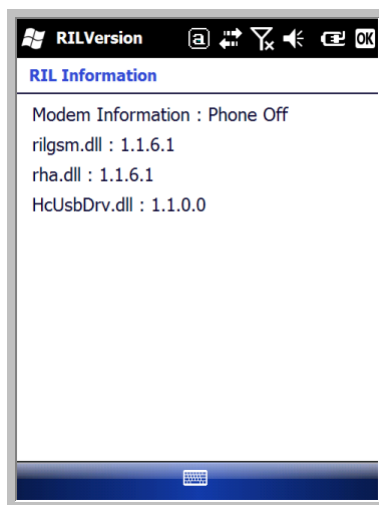 RILVersion a OK
RIL Information
Modem Information : Phone Off
rilgsm.dll : 1.1.6.1
rha.dll : 1.1.6.1
HcUsbDrv.dll : 1.1.0.0